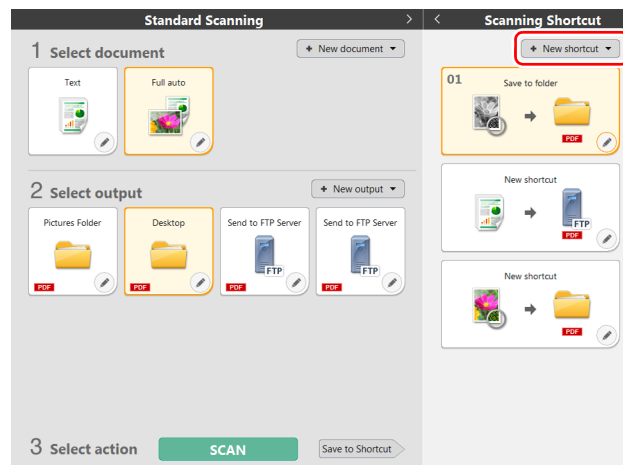 Standard Scanning >
< Scanning Shortcut
1 Select document
+ New document
Text
Full auto
2 Select output
+ New output
Pictures Folder
PDF
Desktop
PDF
Send to FTP Server
FTP
PDF
Send to FTP Server
FTP
PDF
3 Select action
SCAN
Save to Shortcut
+ New shortcut
01
Save to folder
PDF
New shortcut
FTP
PDF
New shortcut
PDF